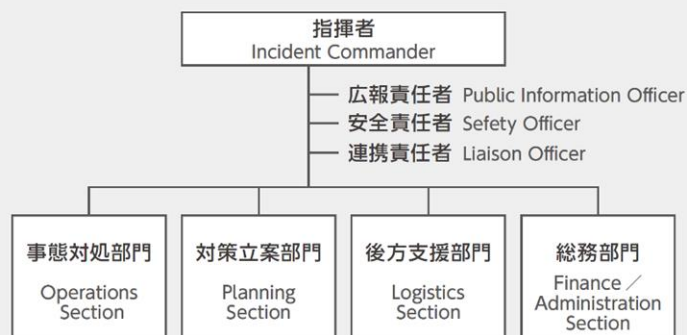 指揮者
Incident Commander
広報責任者 Public Information Officer
安全責任者 Sefety Officer
連携責任者 Liaison Officer
事態対処部門
Operations
Section
対策立案部門
Planning
Section
後方支援部門
Logistics
Section
総務部門
Finance ／
Administration
Section